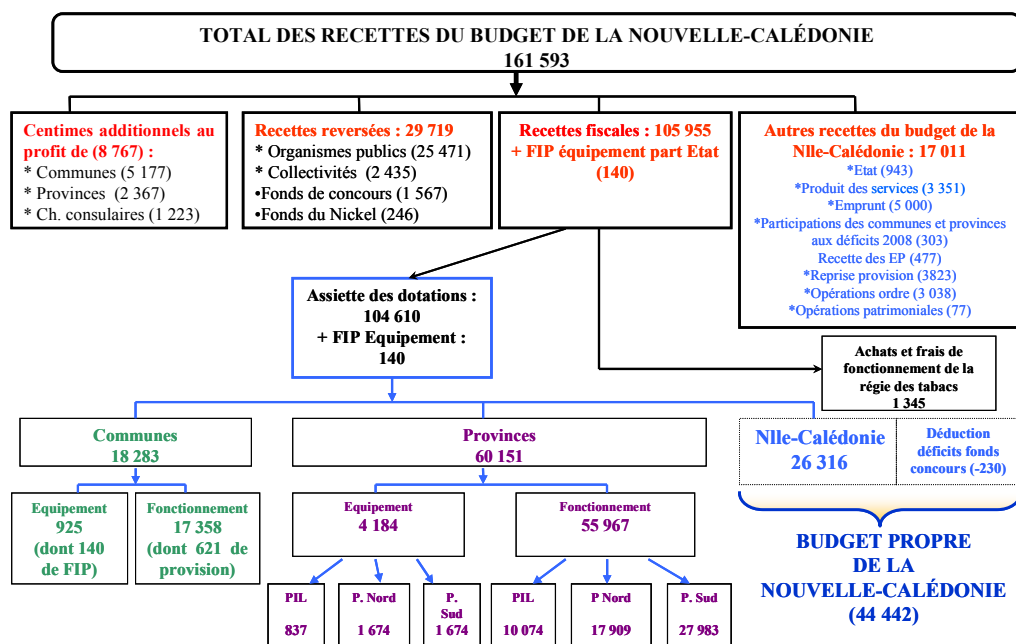 TOTAL DES RECETTES DU BUDGET DE LA NOUVELLE-CALÉDONIE
161 593
Centimes additionnels au
profit de (8 767) :
* Communes (5 177)
* Provinces (2 367)
* Ch. consulaires (1 223)
Recettes reversées : 29 719
* Organismes publics (25 471)
* Collectivités (2 435)
•Fonds de concours (1 567)
•Fonds du Nickel (246)
Recettes fiscales : 105 955
+ FIP équipement part Etat
(140)
Autres recettes du budget de la
Nlle-Calédonie : 17 011
*Etat (943)
*Produit des services (3 351)
*Emprunt (5 000)
*Participations des communes et provinces
aux déficits 2008 (303)
Recette des EP (477)
*Reprise provision (3823)
*Opérations ordre (3 038)
*Opérations patrimoniales (77)
Assiette des dotations :
104 610
+ FIP Equipement :
140
Achats et frais de
fonctionnement de la
régie des tabacs
1 345
Communes
18 283
Provinces
60 151
Nlle-Calédonie
26 316
Déduction
déficits fonds
concours (-230)
Equipement
925
(dont 140
de FIP)
Fonctionnement
17 358
(dont 621 de
provision)
Equipement
4 184
Fonctionnement
55 967
BUDGET PROPRE
DE LA
NOUVELLE-CALÉDONIE
(44 442)
PIL
837
P. Nord
1 674
P.
Sud
1 674
PIL
10 074
P Nord
17 909
P. Sud
27 983